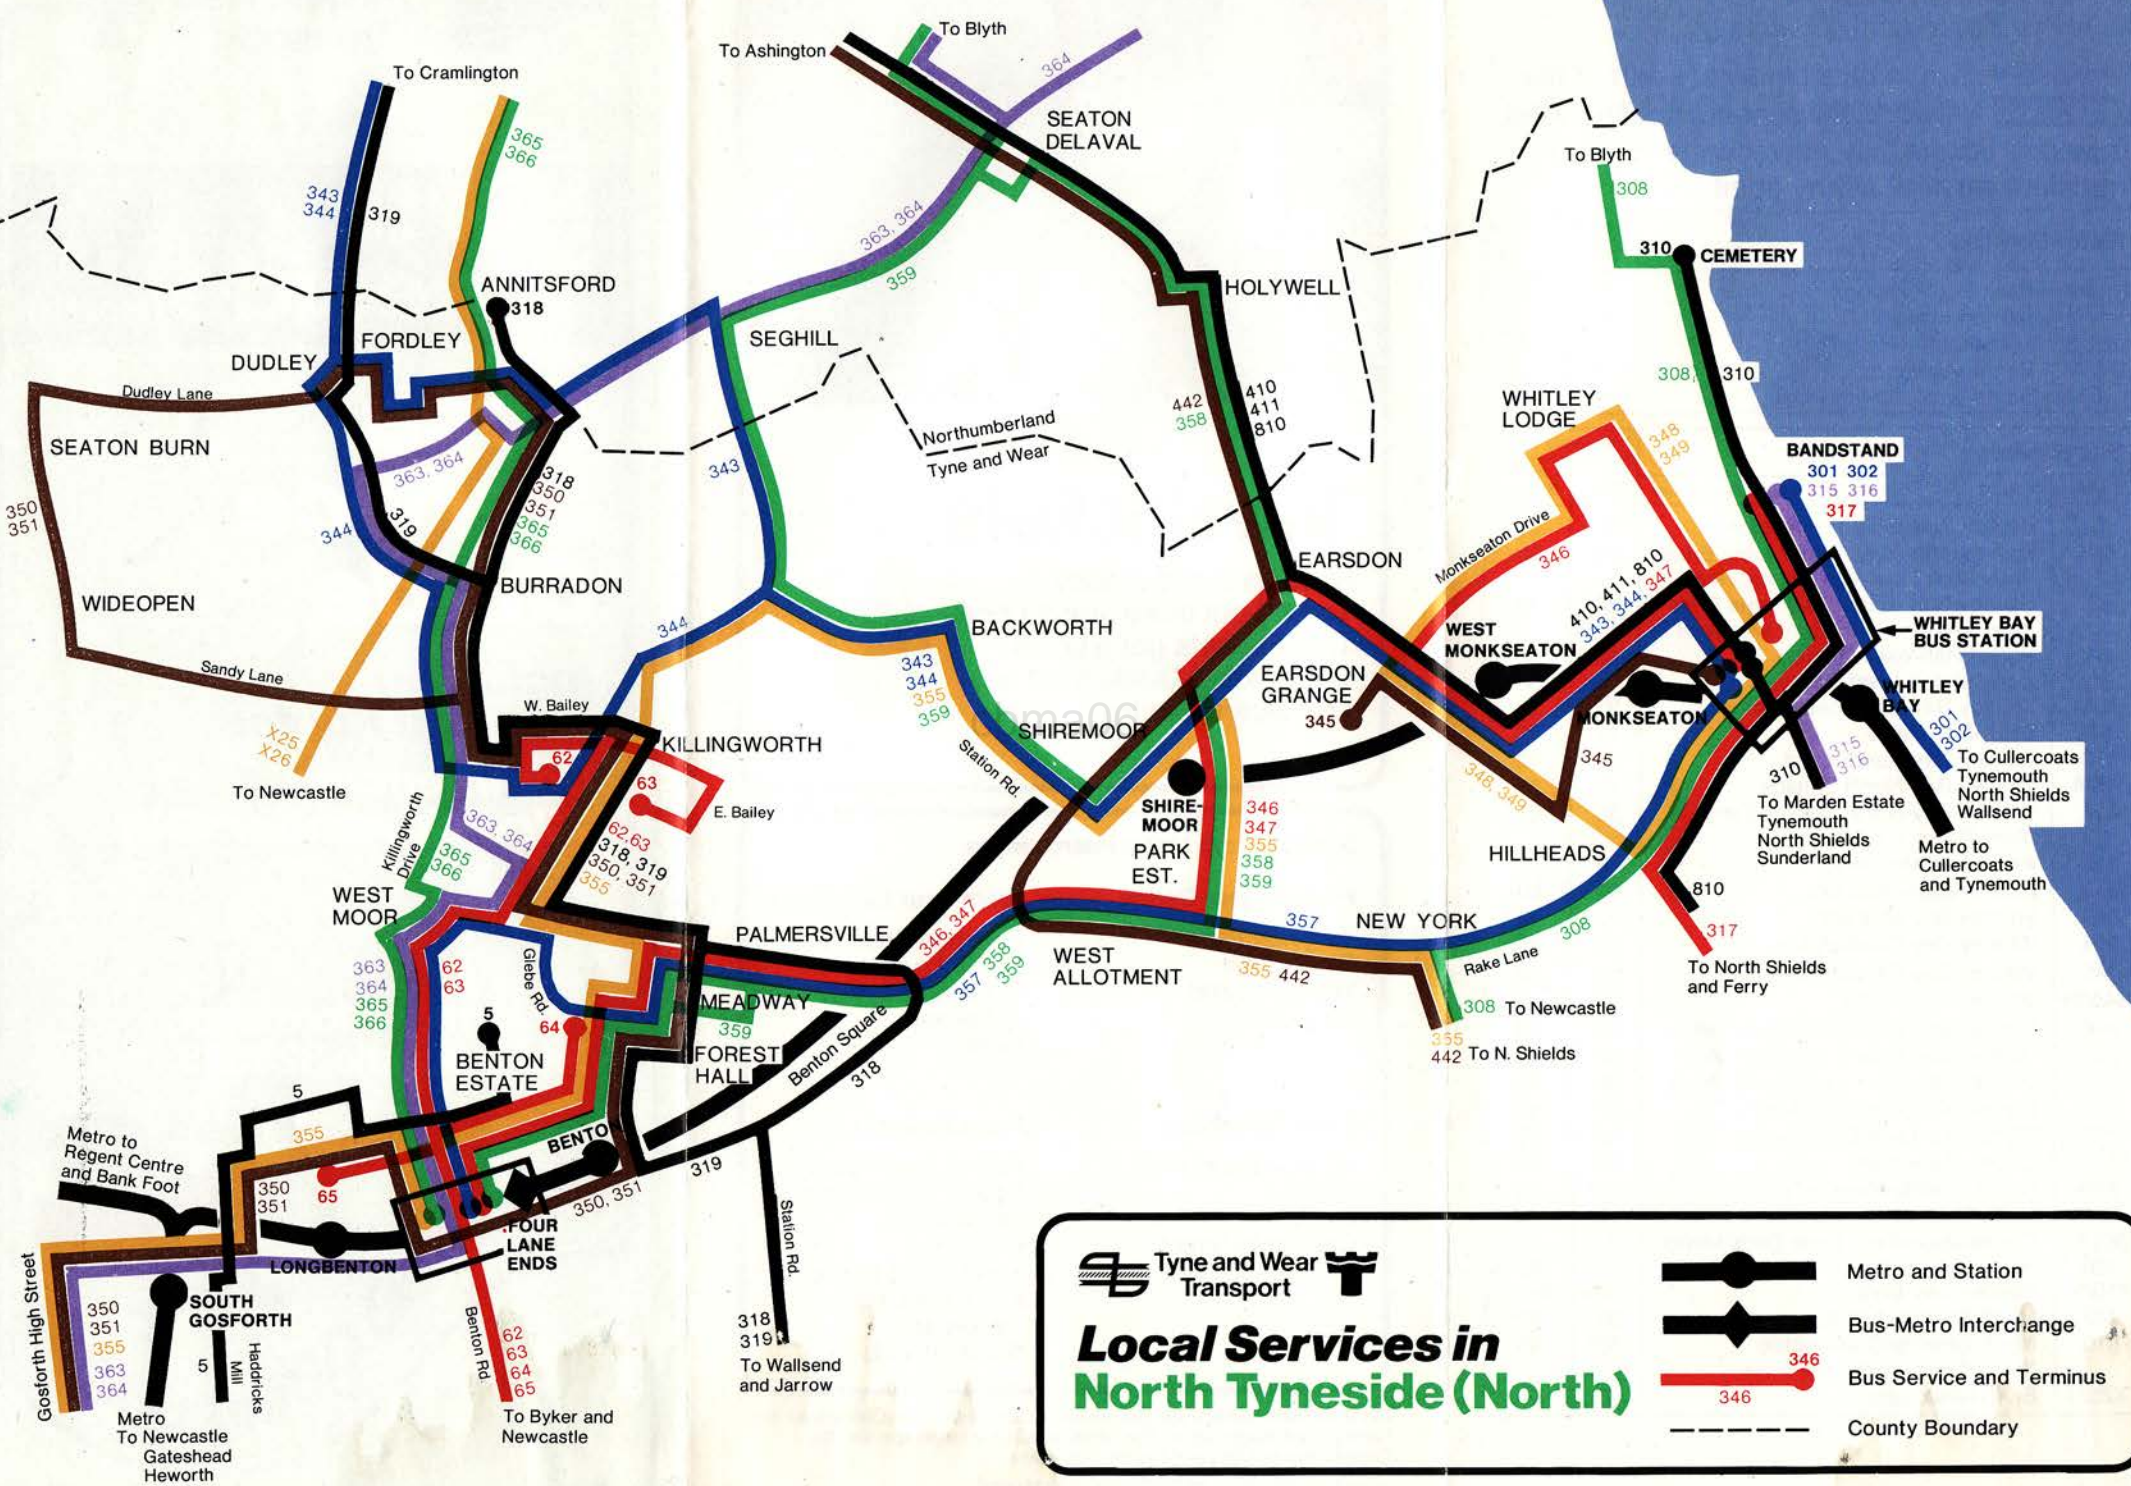 To Cramlington
365
366
343
344
319
ANNITSFORD
318
FORDLEY
DUDLEY
Dudley Lane
SEATON BURN
350
351
WIDEOPEN
Sandy Lane
X25
X26
To Newcastle
363, 364
344
319
318
350
351
365
366
BURRADON
To Ashington
To Blyth
364
SEATON
DELAVAL
363, 364
359
SEGHILL
HOLYWELL
343
Northumberland
Tyne and Wear
442
358
410
411
810
To Blyth
308
310
CEMETERY
308,
310
WHITLEY
LODGE
348
349
BANDSTAND
301 302
315 316
317
EARSDON
Monkseaton Drive
346
410, 411, 810
343, 344, 347
WEST
MONKSEATON
WHITLEY BAY
BUS STATION
EARSDON
GRANGE
345
MONKSEATON
WHITLEY
BAY
345
301
302
315
316
310
To Cullercoats
Tynemouth
North Shields
Wallsend
To Marden Estate
Tynemouth
North Shields
Sunderland
Metro to
Cullercoats
and Tynemouth
348, 349
HILLHEADS
810
317
To North Shields
and Ferry
344
BACKWORTH
343
344
355
359
SHIREMOOR
Station Rd.
SHIRE-
MOOR
PARK
EST.
346
347
355
358
359
W. Bailey
62
KILLINGWORTH
63
E. Bailey
62,63
318, 319
350, 351
355
363, 364
Killingworth
Drive
365
366
WEST
MOOR
363
364
365
366
62
63
Glebe Rd.
5
64
BENTON
ESTATE
PALMERSVILLE
MEADWAY
359
FOREST
HALL
Benton Square
318
346, 347
357
358
359
WEST
ALLOTMENT
357
NEW YORK
355 442
Rake Lane
308
308 To Newcastle
355
442 To N. Shields
5
355
Metro to
Regent Centre
and Bank Foot
350
351
65
BENTO
319
350, 351
FOUR
LANE
ENDS
LONGBENTON
SOUTH
GOSFORTH
Gosforth High Street
350
351
355
363
364
5
Haddricks
Mill
Metro
To Newcastle
Gateshead
Heworth
Benton Rd.
62
63
64
65
To Byker and
Newcastle
Station Rd.
318
319
To Wallsend
and Jarrow
Tyne and Wear
Transport
Local Services in
North Tyneside (North)
Metro and Station
Bus-Metro Interchange
346
346
Bus Service and Terminus
County Boundary